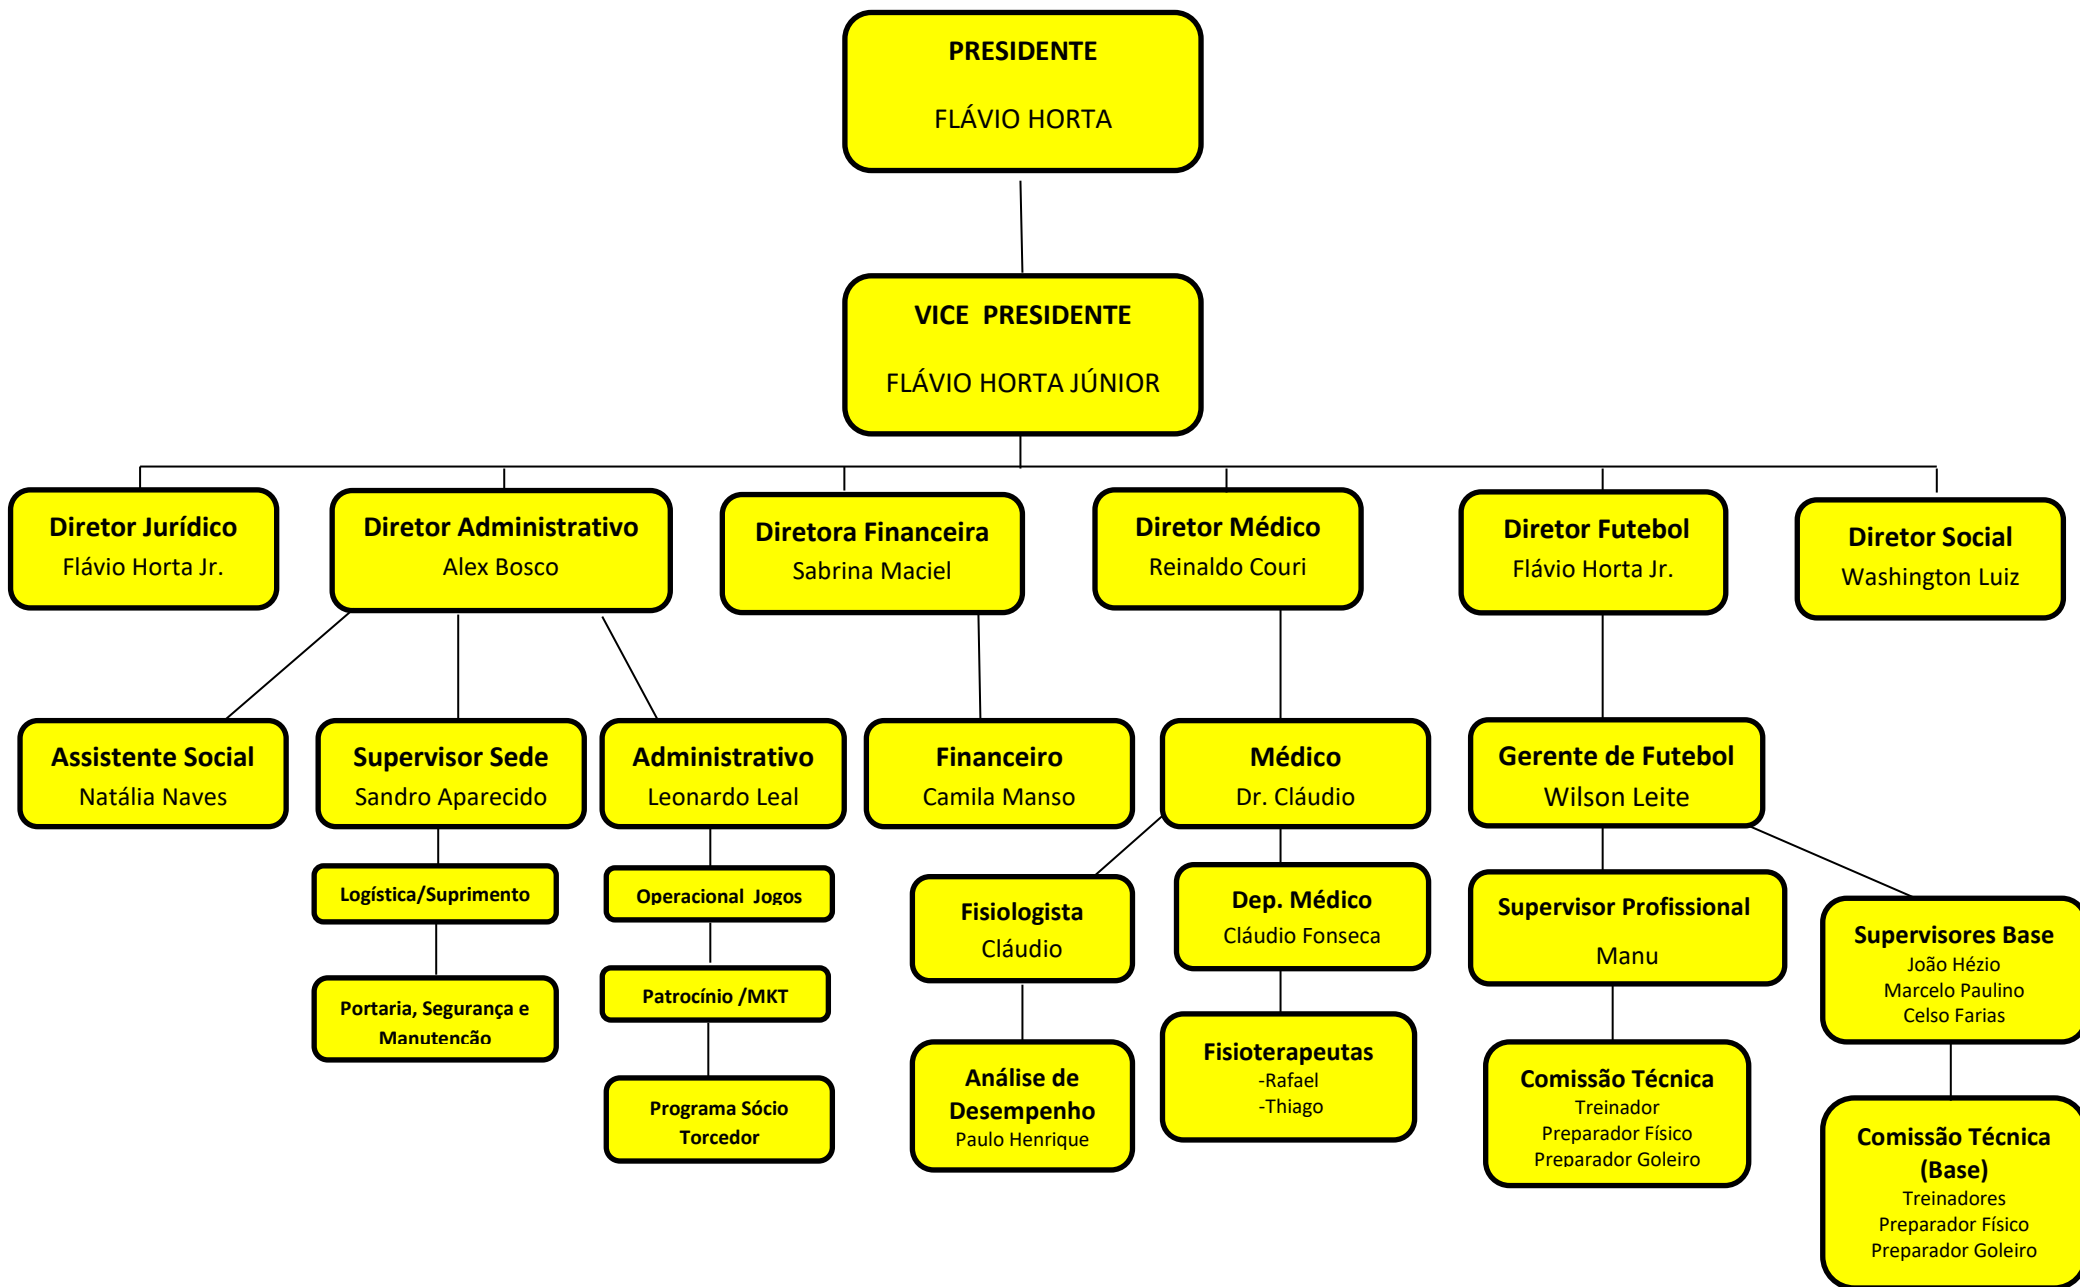 PRESIDENTE
FLÁVIO HORTA
VICE PRESIDENTE
FLÁVIO HORTA JÚNIOR
Diretor Jurídico
Flávio Horta Jr.
Diretor Administrativo
Alex Bosco
Diretora Financeira
Sabrina Maciel
Diretor Médico
Reinaldo Couri
Diretor Futebol
Flávio Horta Jr.
Diretor Social
Washington Luiz
Assistente Social
Natália Naves
Supervisor Sede
Sandro Aparecido
Administrativo
Leonardo Leal
Financeiro
Camila Manso
Médico
Dr. Cláudio
Gerente de Futebol
Wilson Leite
Logística/Suprimento
Operacional Jogos
Fisiologista
Cláudio
Dep. Médico
Cláudio Fonseca
Supervisor Profissional
Manu
Supervisores Base
João Hézio
Marcelo Paulino
Celso Farias
Portaria, Segurança e
Manutenção
Patrocínio /MKT
Programa Sócio
Torcedor
Análise de
Desempenho
Paulo Henrique
Fisioterapeutas
-Rafael
-Thiago
Comissão Técnica
Treinador
Preparador Físico
Preparador Goleiro
Comissão Técnica
(Base)
Treinadores
Preparador Físico
Preparador Goleiro